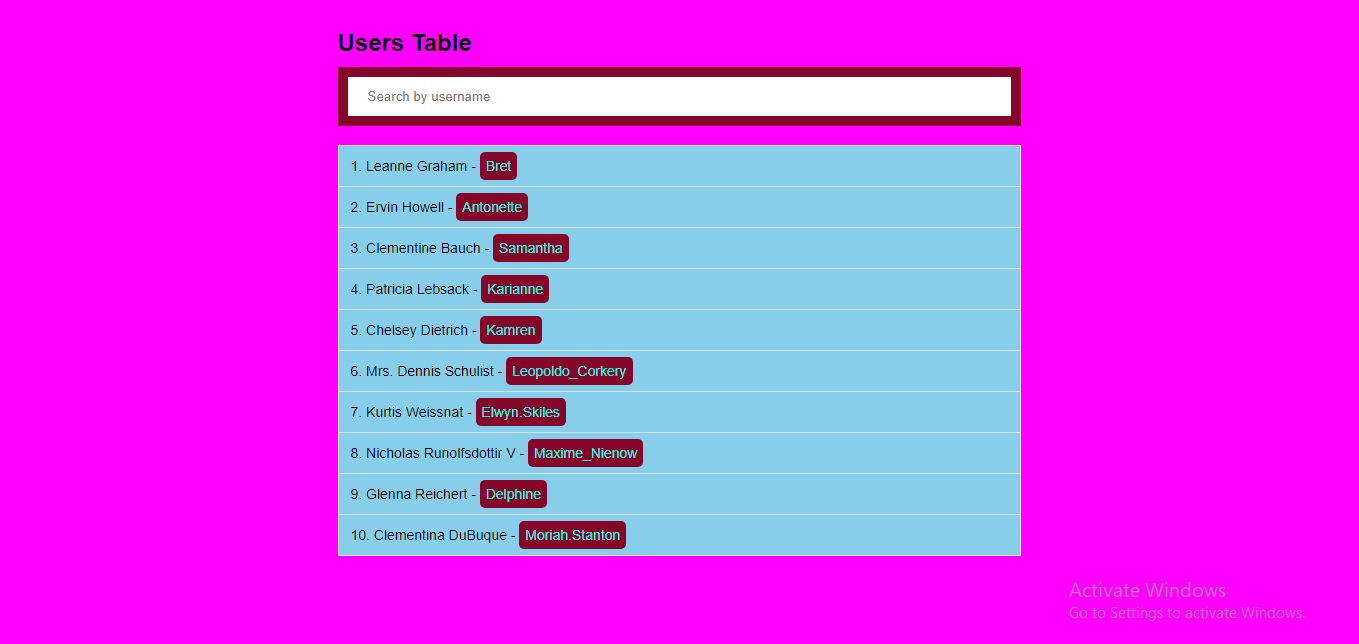 Users Table
Search by username
1. Leanne Graham - Bret
2. Ervin Howell - Antonette
3. Clementine Bauch - Samantha
4. Patricia Lebsack - Karianne
5. Chelsey Dietrich - Kamren
6. Mrs. Dennis Schulist - Leopoldo_Corkery
7. Kurtis Weissnat - Elwyn.Skiles
8. Nicholas Runolfsdottir V - Maxime_Nienow
9. Glenna Reichert - Delphine
10. Clementina DuBuque - Moriah.Stanton
Activate Windows
Go to Settings to activate Windows.